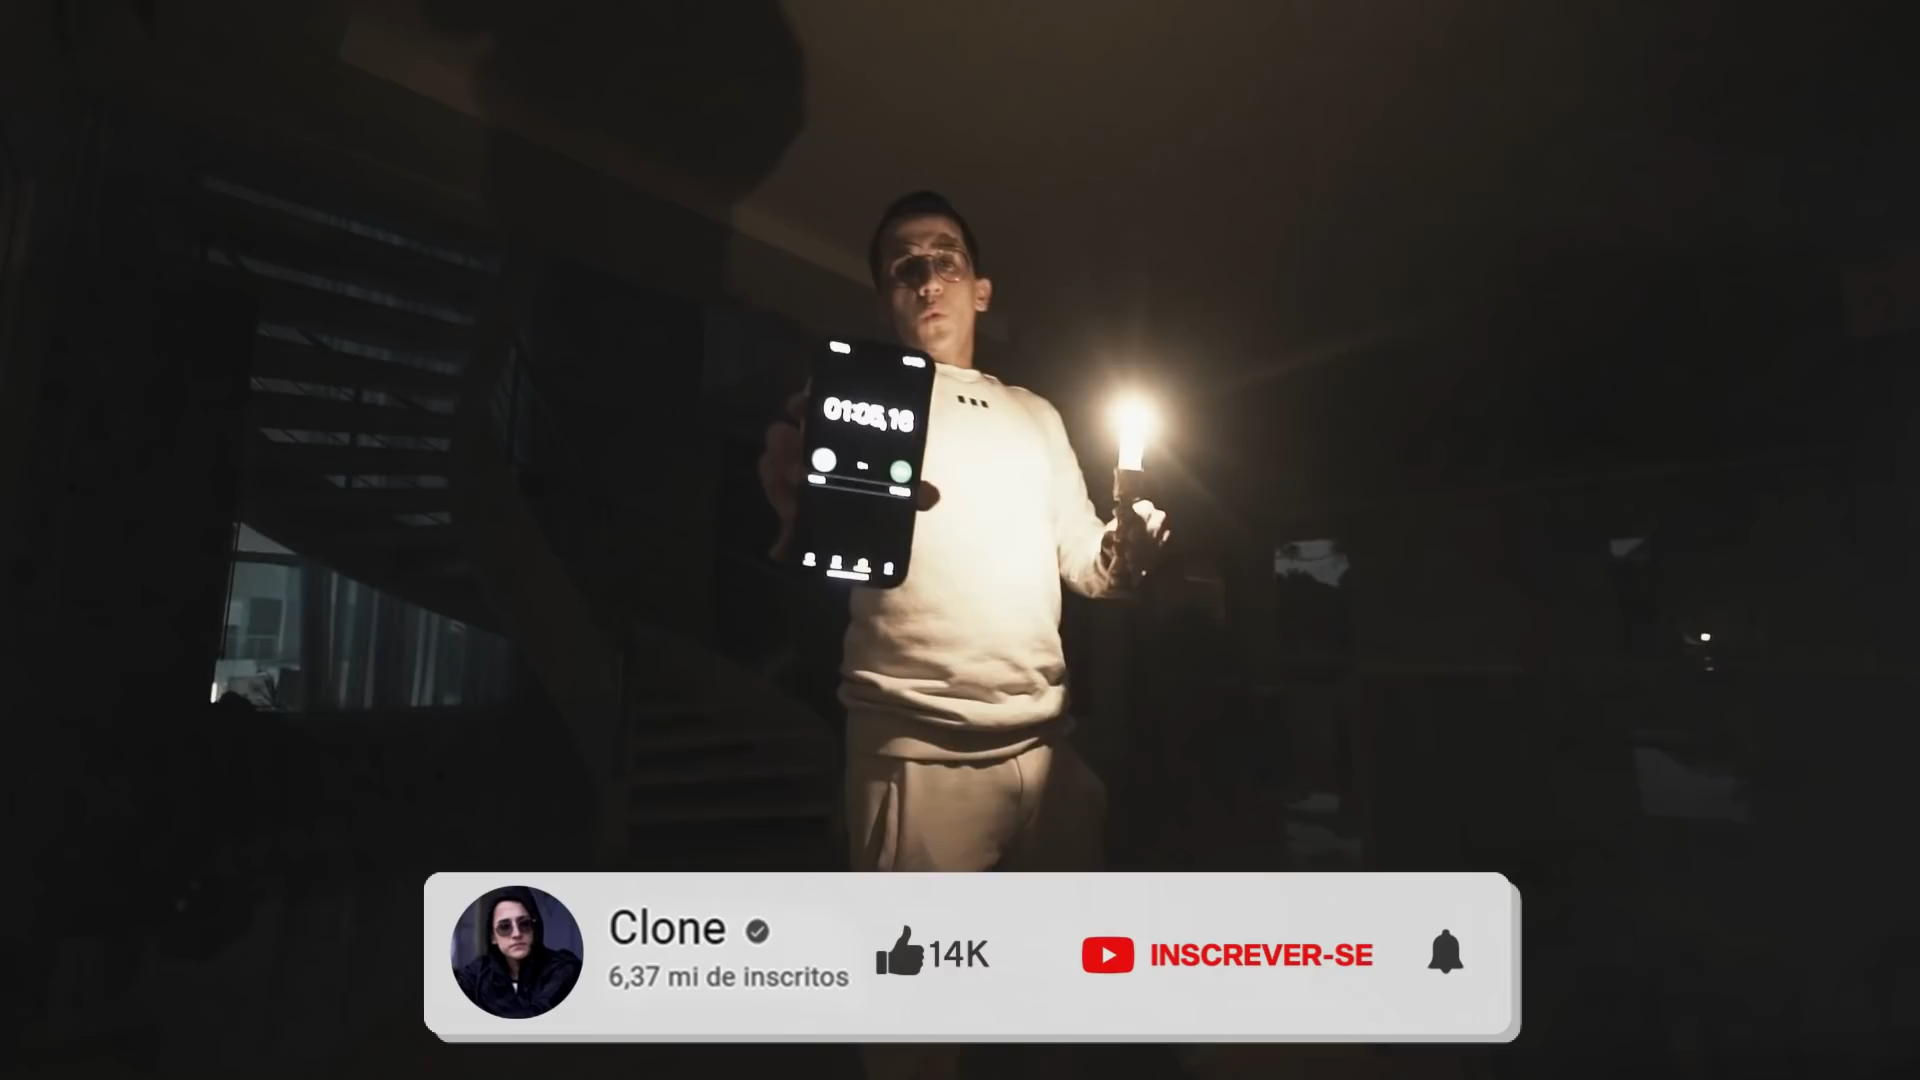 01:05,16
Clone
6,37 mi de inscritos
14K
INSCREVER-SE